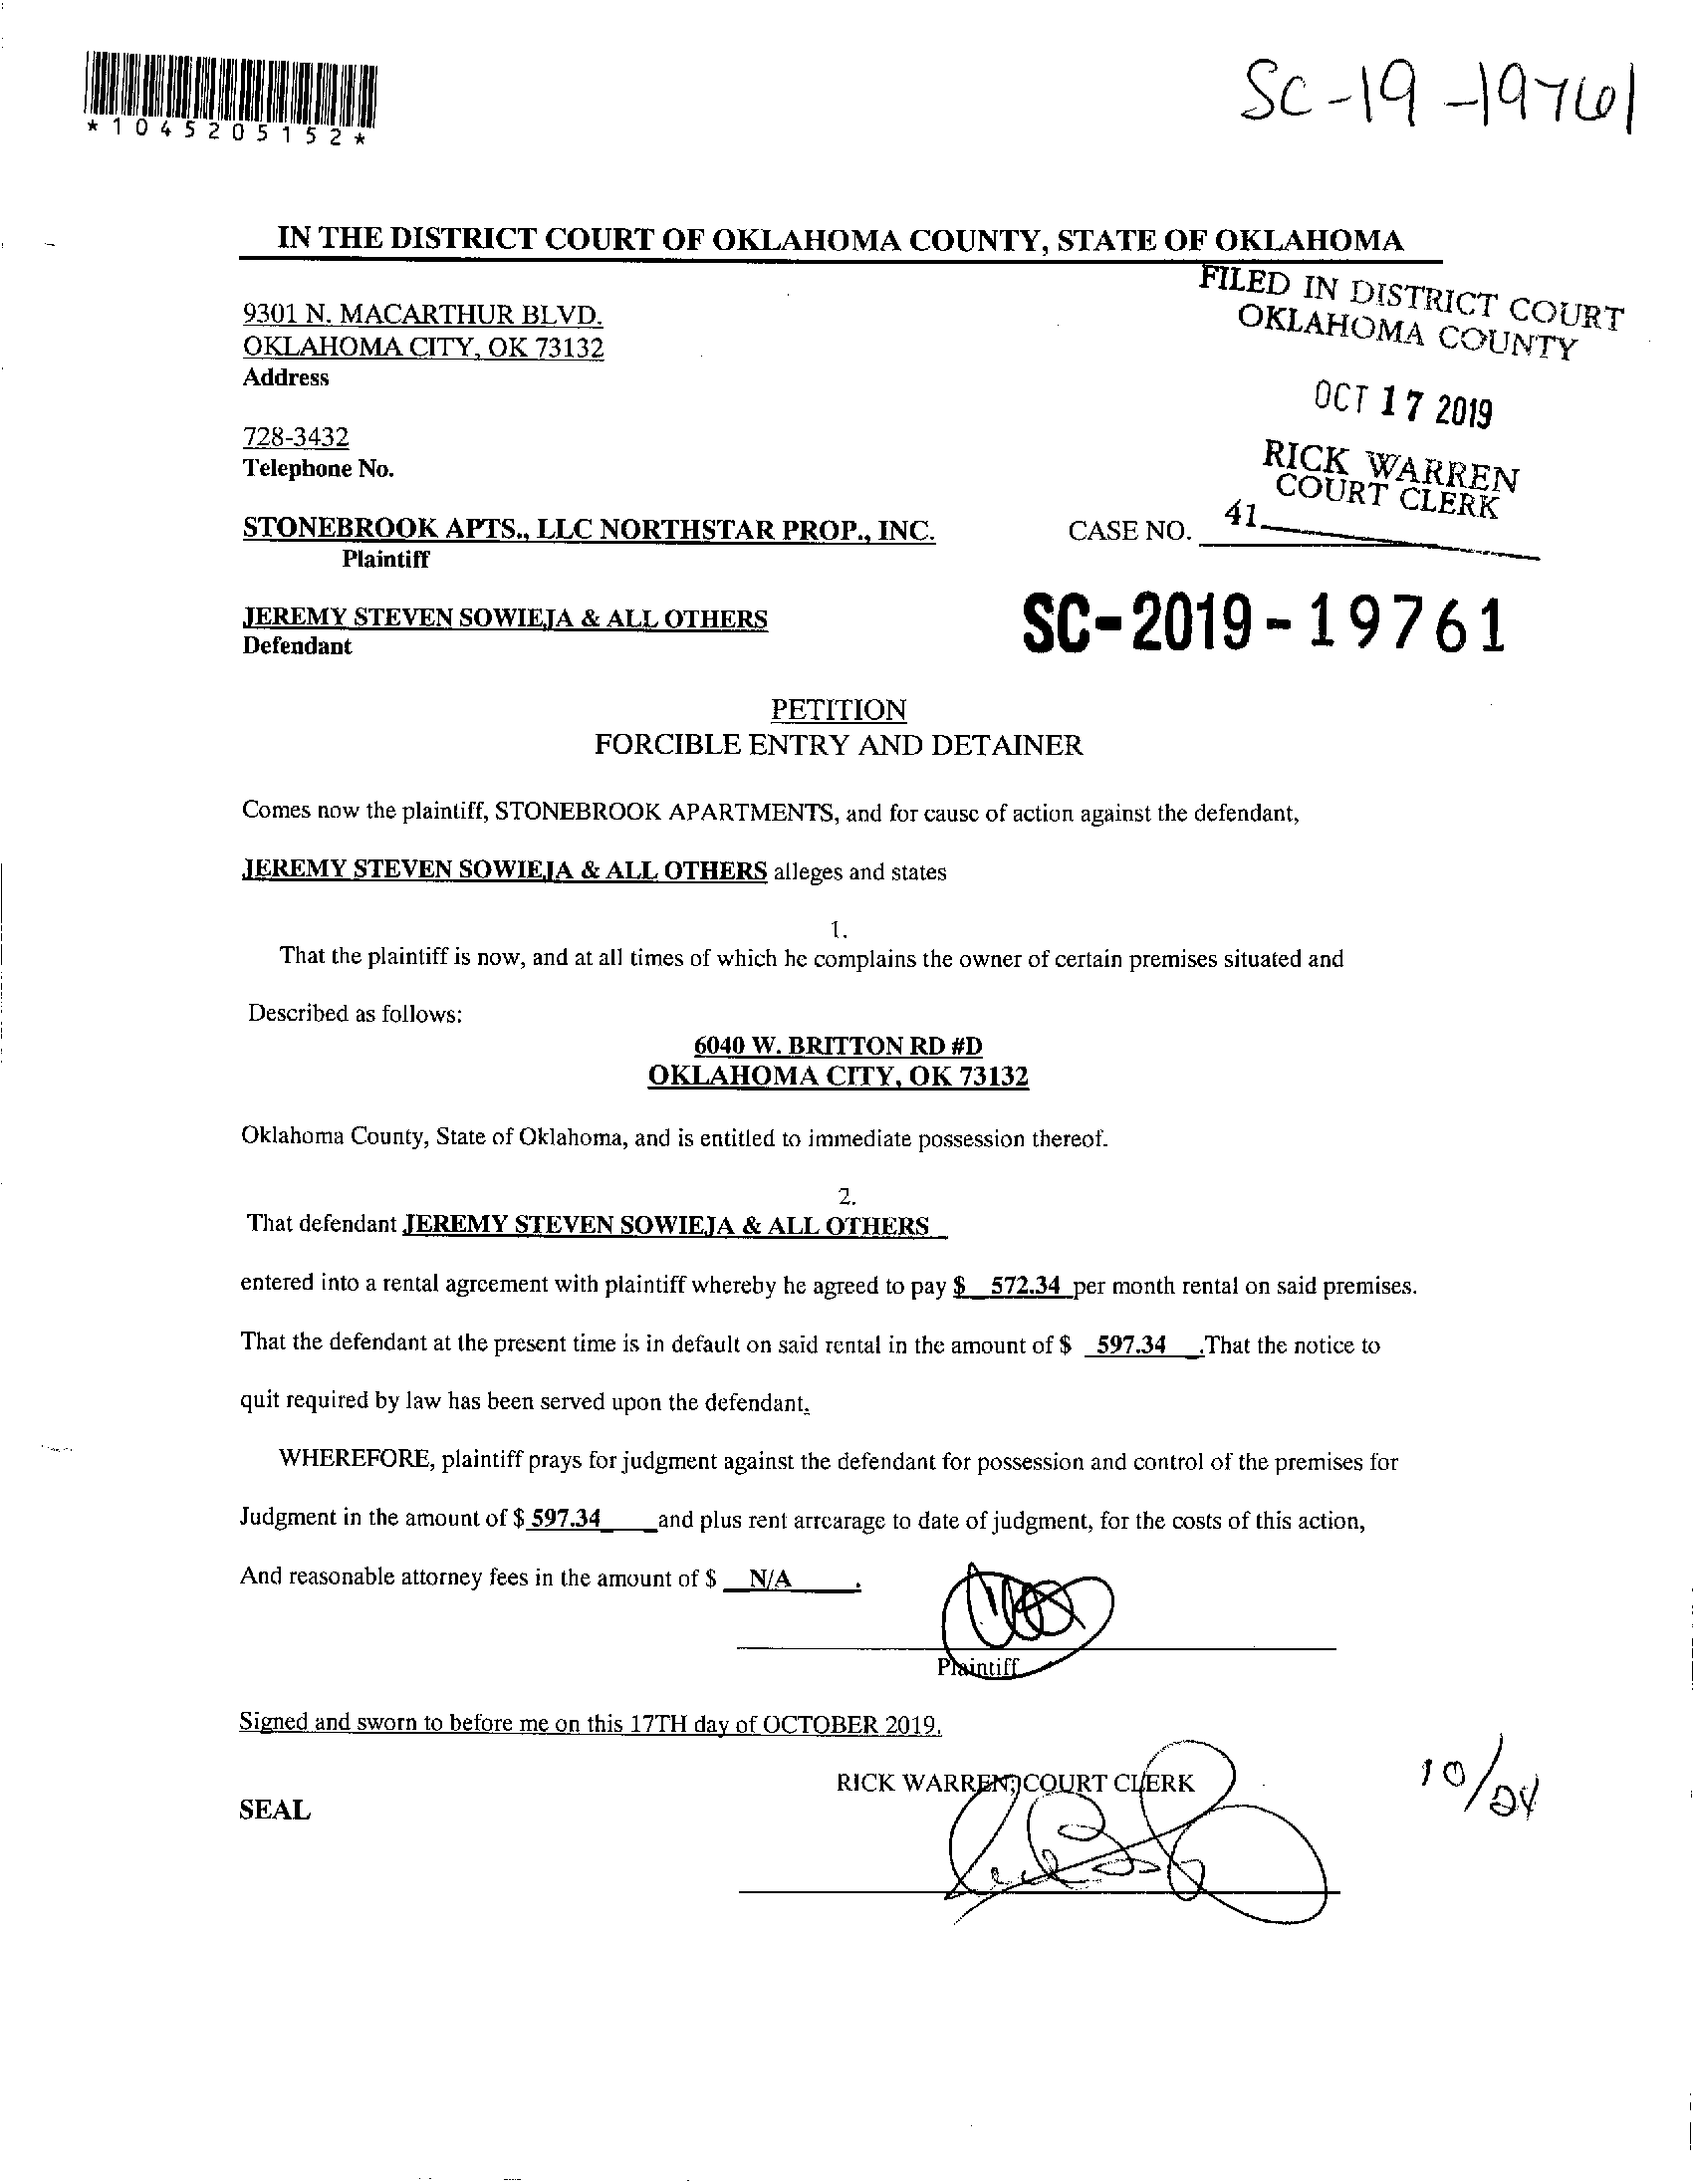 *1045205152*
SC-19-19761
IN THE DISTRICT COURT OF OKLAHOMA COUNTY, STATE OF OKLAHOMA
FILED IN DISTRICT COURT
OKLAHOMA COUNTY
9301 N. MACARTHUR BLVD.
OKLAHOMA CITY, OK 73132
Address
OCT 17 2019
728-3432
Telephone No.
RICK WARREN
COURT CLERK
41
STONEBROOK APTS., LLC NORTHSTAR PROP., INC.
CASE NO.
Plaintiff
JEREMY STEVEN SOWIEJA & ALL OTHERS
Defendant
SC-2019-19761
PETITION
FORCIBLE ENTRY AND DETAINER
Comes now the plaintiff, STONEBROOK APARTMENTS, and for cause of action against the defendant,
JEREMY STEVEN SOWIEJA & ALL OTHERS alleges and states
1.
That the plaintiff is now, and at all times of which he complains the owner of certain premises situated and
Described as follows:
6040 W. BRITTON RD #D
OKLAHOMA CITY, OK 73132
Oklahoma County, State of Oklahoma, and is entitled to immediate possession thereof.
2.
That defendant JEREMY STEVEN SOWIEJA & ALL OTHERS
entered into a rental agreement with plaintiff whereby he agreed to pay $ 572.34 per month rental on said premises.
That the defendant at the present time is in default on said rental in the amount of $ 597.34 .That the notice to
quit required by law has been served upon the defendant.
WHEREFORE, plaintiff prays for judgment against the defendant for possession and control of the premises for
Judgment in the amount of $ 597.34 and plus rent arrearage to date of judgment, for the costs of this action,
And reasonable attorney fees in the amount of $ N/A .
Plaintiff
Signed and sworn to before me on this 17TH day of OCTOBER 2019.
RICK WARREN, COURT CLERK
10/24
SEAL